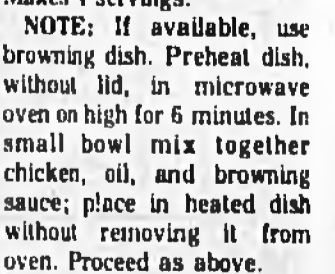 NOTE: If available, use
browning dish. Preheat dish,
without lid, in microwave
oven on high for 6 minutes. In
small bowl mix together
chicken, oil, and browning
sauce; place in heated dish
without removing it from
oven. Proceed as above.